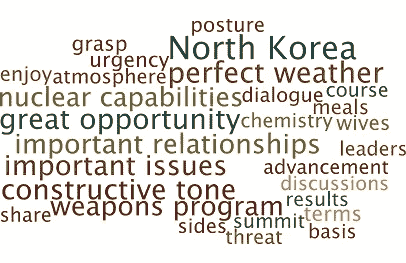 posture
grasp North Korea
urgency
enjoy atmosphere perfect weather
nuclear capabilities dialogue course
meals
great opportunity chemistry wives
important relationships leaders
important issues advancement
constructive tone discussions
results
share weapons program terms
sides summit basis
threat